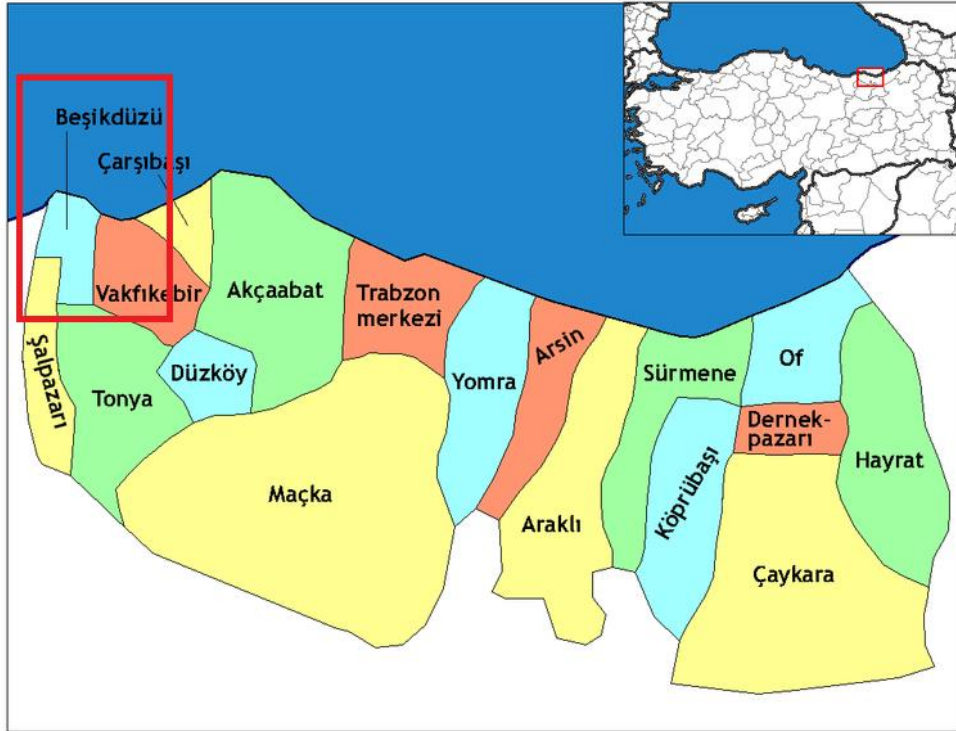 Beşikdüzü
Çarşıbaşı
Vakfıkebir
Akçaabat
Trabzon
merkezi
Şalpazarı
Tonya
Düzköy
Yomra
Arsin
Sürmene
Of
Dernek-
pazarı
Hayrat
Maçka
Araklı
Köprübaşı
Çaykara